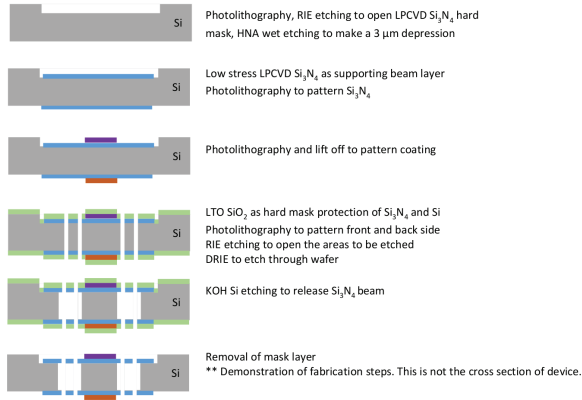 Si
Photolithography, RIE etching to open LPCVD Si₃N₄ hard
mask, HNA wet etching to make a 3 µm depression
Si
Low stress LPCVD Si₃N₄ as supporting beam layer
Photolithography to pattern Si₃N₄
Si
Photolithography and lift off to pattern coating
Si
LTO SiO₂ as hard mask protection of Si₃N₄ and Si
Photolithography to pattern front and back side
RIE etching to open the areas to be etched
DRIE to etch through wafer
Si
KOH Si etching to release Si₃N₄ beam
Si
Removal of mask layer
** Demonstration of fabrication steps. This is not the cross section of device.